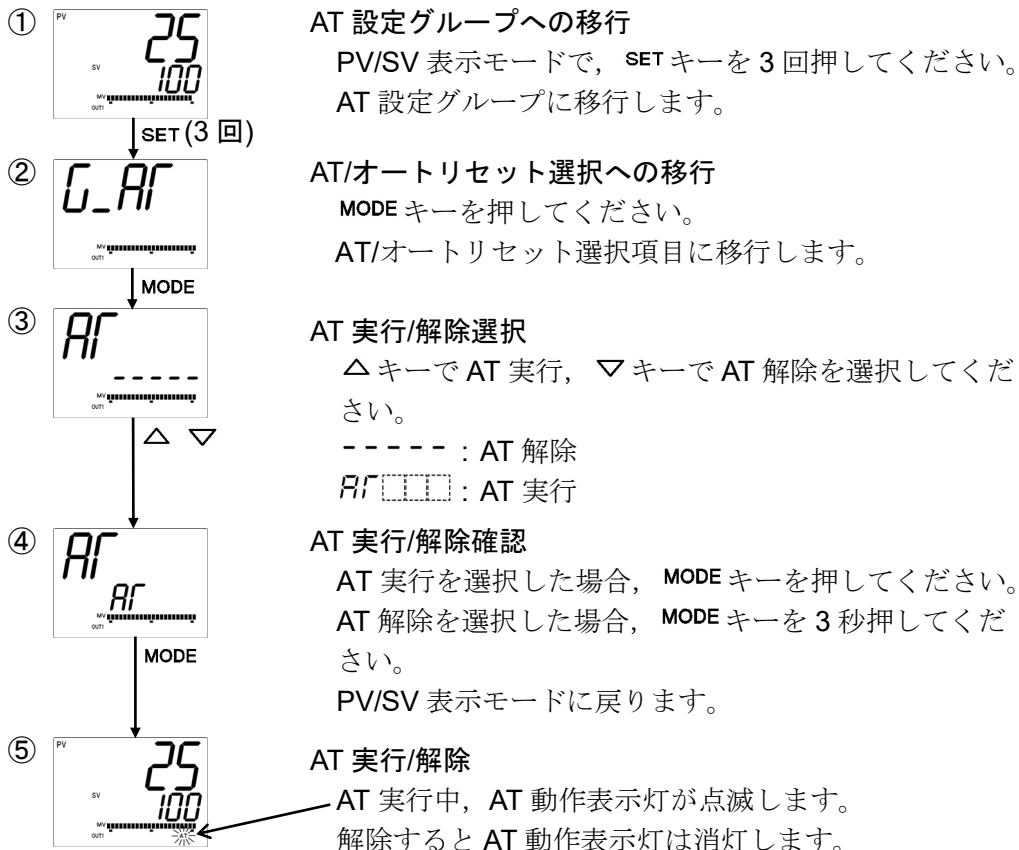 ①
PV
25
SV
100
MV
OUT1
SET (3 回)
AT 設定グループへの移行
PV/SV 表示モードで, SET キーを 3 回押してください。
AT 設定グループに移行します。
②
G_AT
MV
OUT1
MODE
AT/オートリセット選択への移行
MODE キーを押してください。
AT/オートリセット選択項目に移行します。
③
AT
-----
MV
OUT1
△ ▽
AT 実行/解除選択
△ キーで AT 実行, ▽ キーで AT 解除を選択してくだ
さい。
----- : AT 解除
AT□□□ : AT 実行
④
AT
AT
MV
OUT1
MODE
AT 実行/解除確認
AT 実行を選択した場合, MODE キーを押してください。
AT 解除を選択した場合, MODE キーを 3 秒押してくだ
さい。
PV/SV 表示モードに戻ります。
⑤
PV
25
SV
100
MV
OUT1
AT
AT 実行/解除
AT 実行中, AT 動作表示灯が点滅します。
解除すると AT 動作表示灯は消灯します。